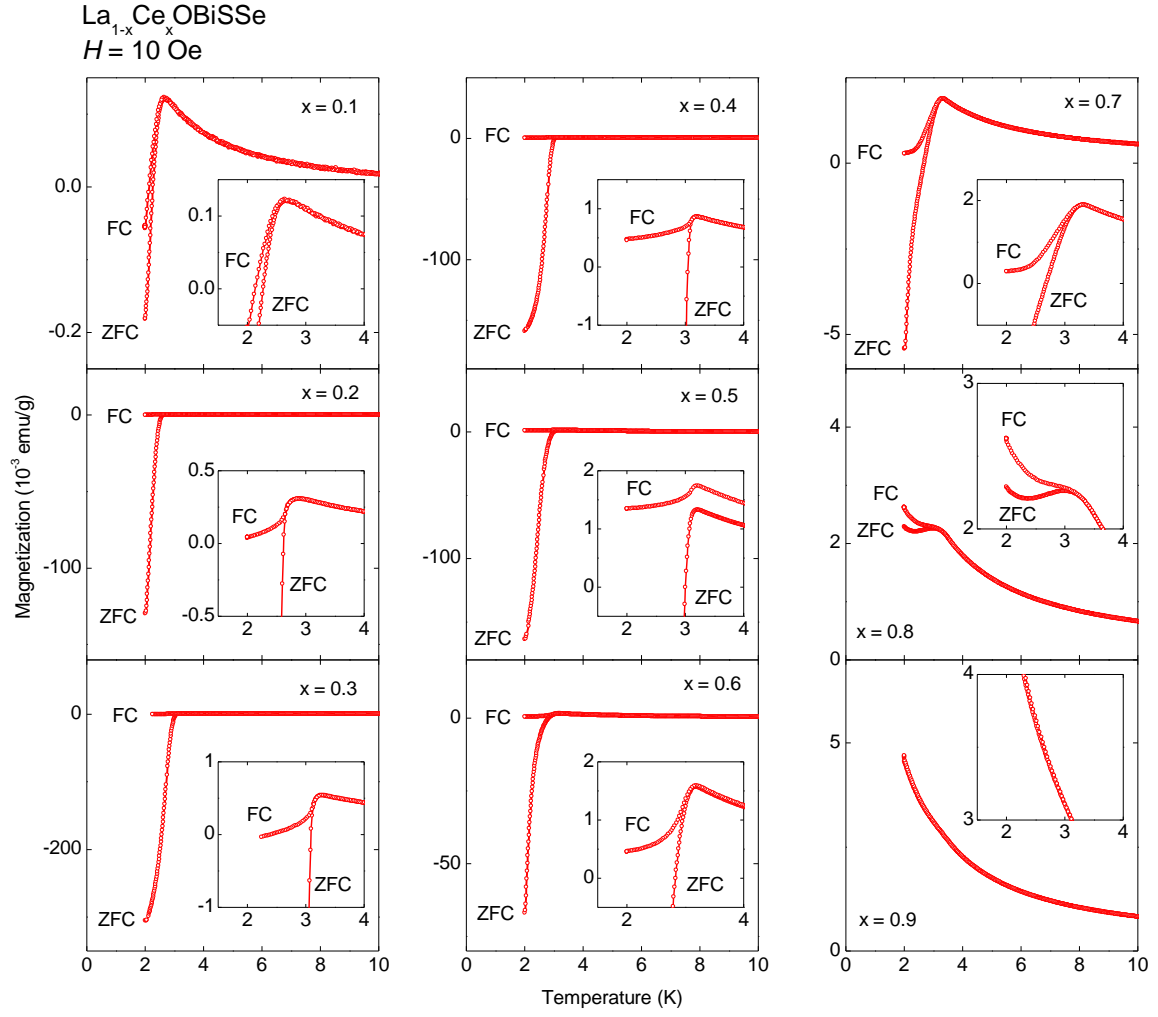 La1-xCexOBiSSe
H = 10 Oe
Magnetization (10-3 emu/g)
x = 0.1
0.0
-0.2
FC
ZFC
0.1
0.0
FC
ZFC
2 3 4
x = 0.2
0
-100
FC
ZFC
0.5
0.0
-0.5
FC
ZFC
2 3 4
x = 0.3
0
-200
FC
ZFC
1
0
-1
FC
ZFC
2 3 4
0 2 4 6 8 10
x = 0.4
0
-100
FC
ZFC
1
0
-1
FC
ZFC
2 3 4
x = 0.5
0
-100
FC
ZFC
2
1
0
FC
ZFC
2 3 4
x = 0.6
0
-50
FC
ZFC
2
1
0
FC
ZFC
2 3 4
0 2 4 6 8 10
x = 0.7
0
-5
FC
ZFC
2
0
FC
ZFC
2 3 4
x = 0.8
4
2
0
FC
ZFC
3
2
FC
ZFC
2 3 4
x = 0.9
5
0
4
3
2 3 4
0 2 4 6 8 10
Temperature (K)